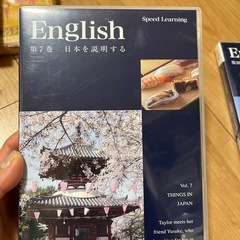 Speed Learning
English
第7巻 日本を説明する
Vol. 7
THINGS IN
JAPAN
Taylor meets her
friend Yusuke, who